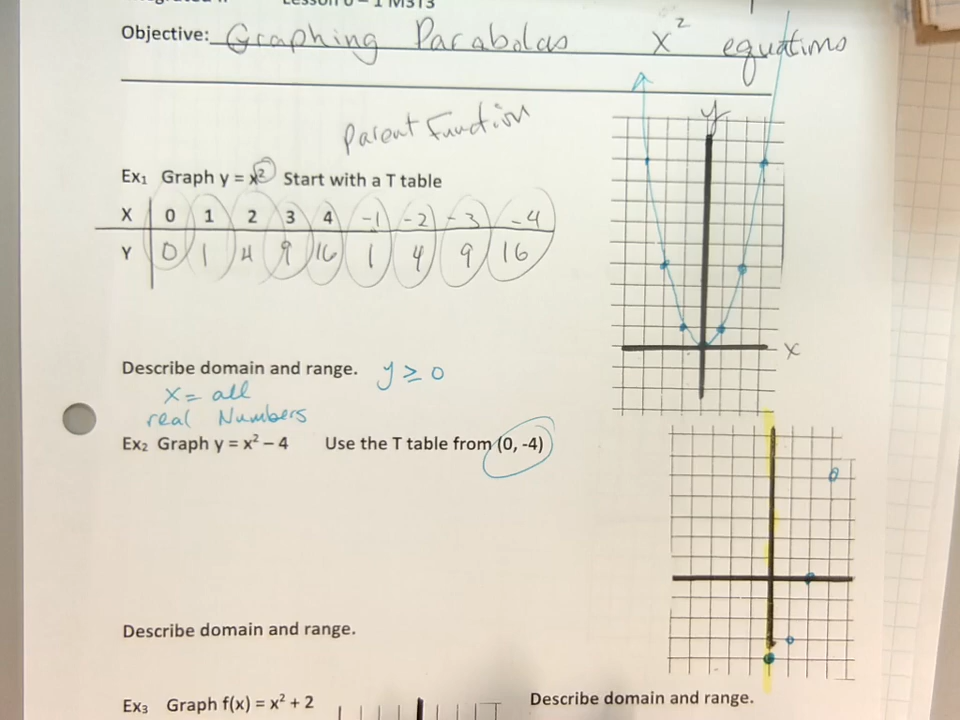 Objective: Graphing Parabolas x² equations
Parent Function
y
Ex1 Graph y = x² Start with a T table
X 0 1 2 3 4 -1 -2 -3 -4
Y 0 1 4 9 16 1 4 9 16
x
Describe domain and range. y ≥ 0
x = all
real Numbers
Ex2 Graph y = x² – 4 Use the T table from (0, -4)
Describe domain and range.
Ex3 Graph f(x) = x² + 2 Describe domain and range.